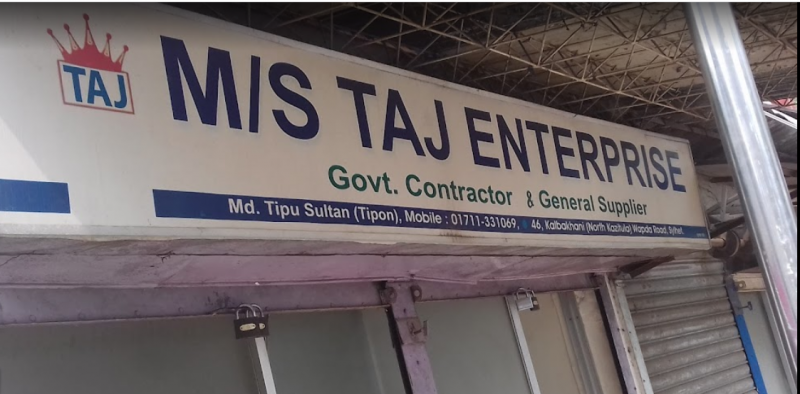 TAJ
M/S TAJ ENTERPRISE
Govt. Contractor & General Supplier
Md. Tipu Sultan (Tipon), Mobile : 01711-331069, 46, Kalbakhani (North Kazitula) Wapda Road, Sylhet.